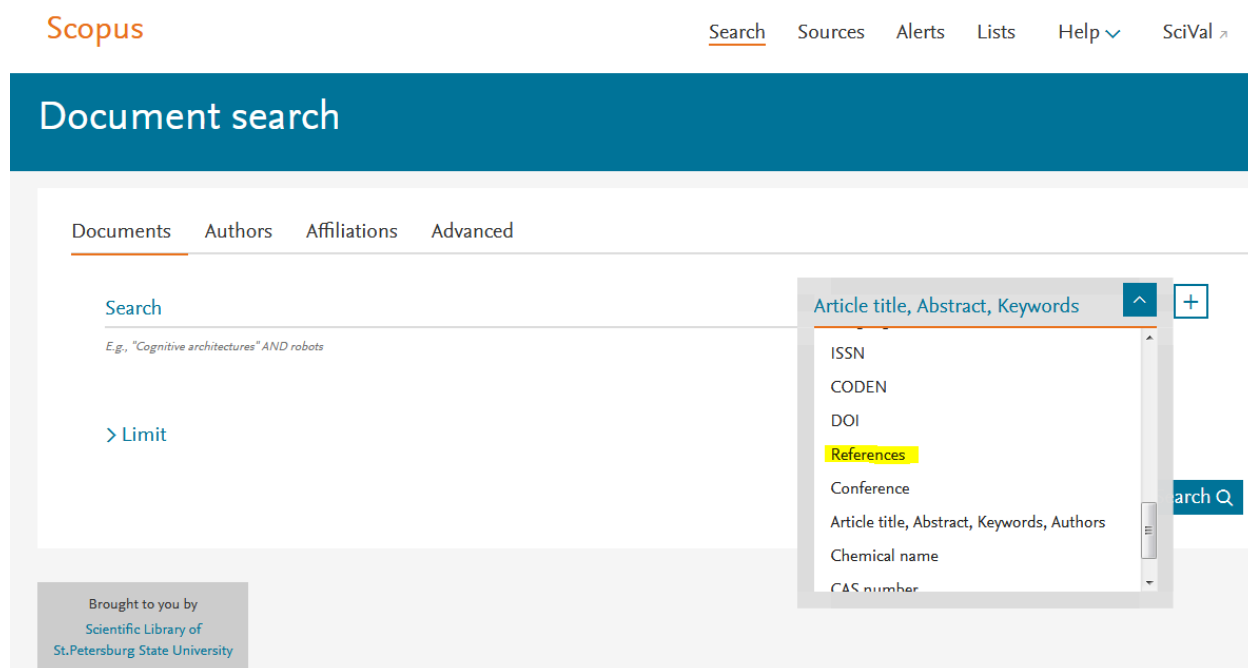 Scopus
Search Sources Alerts Lists Help SciVal
Document search
Documents Authors Affiliations Advanced
Search
Article title, Abstract, Keywords
E.g., "Cognitive architectures" AND robots
ISSN
CODEN
DOI
Limit
References
Conference
arch
Article title, Abstract, Keywords, Authors
Chemical name
CAS number
Brought to you by
Scientific Library of
St.Petersburg State University